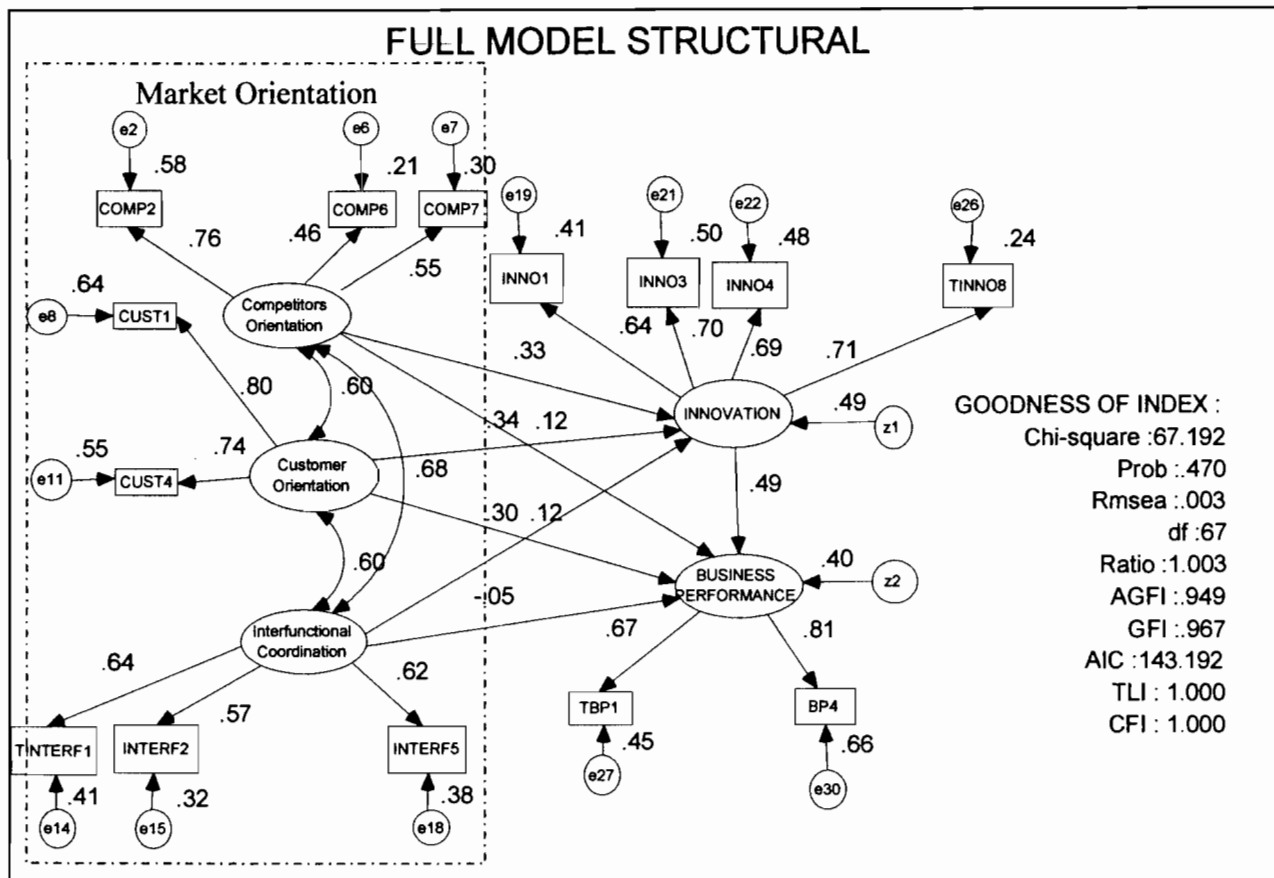 FULL MODEL STRUCTURAL
Market Orientation
e2
e6
e7
.58
.21
.30
COMP2
COMP6
COMP7
e19
e21
e22
e26
.41
.50
.48
.24
INNO1
INNO3
INNO4
TINNO8
.76
.46
.55
.64
e8
CUST1
Competitors
Orientation
.64
.70
.69
.71
.33
.80
.60
INNOVATION
.49
z1
.34
.12
.55
.74
e11
CUST4
Customer
Orientation
.68
.49
.30
.12
.60
BUSINESS
PERFORMANCE
.40
z2
-.05
Interfunctional
Coordination
.64
.57
.62
.67
.81
TINTERF1
INTERF2
INTERF5
TBP1
BP4
.41
.32
.38
.45
.66
e14
e15
e18
e27
e30
GOODNESS OF INDEX :
Chi-square :67.192
Prob :.470
Rmsea :.003
df :67
Ratio :1.003
AGFI :.949
GFI :.967
AIC :143.192
TLI : 1.000
CFI : 1.000